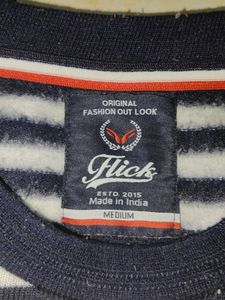 ORIGINAL
FASHION OUT LOOK
Flick
ESTD 2015
Made in India
MEDIUM